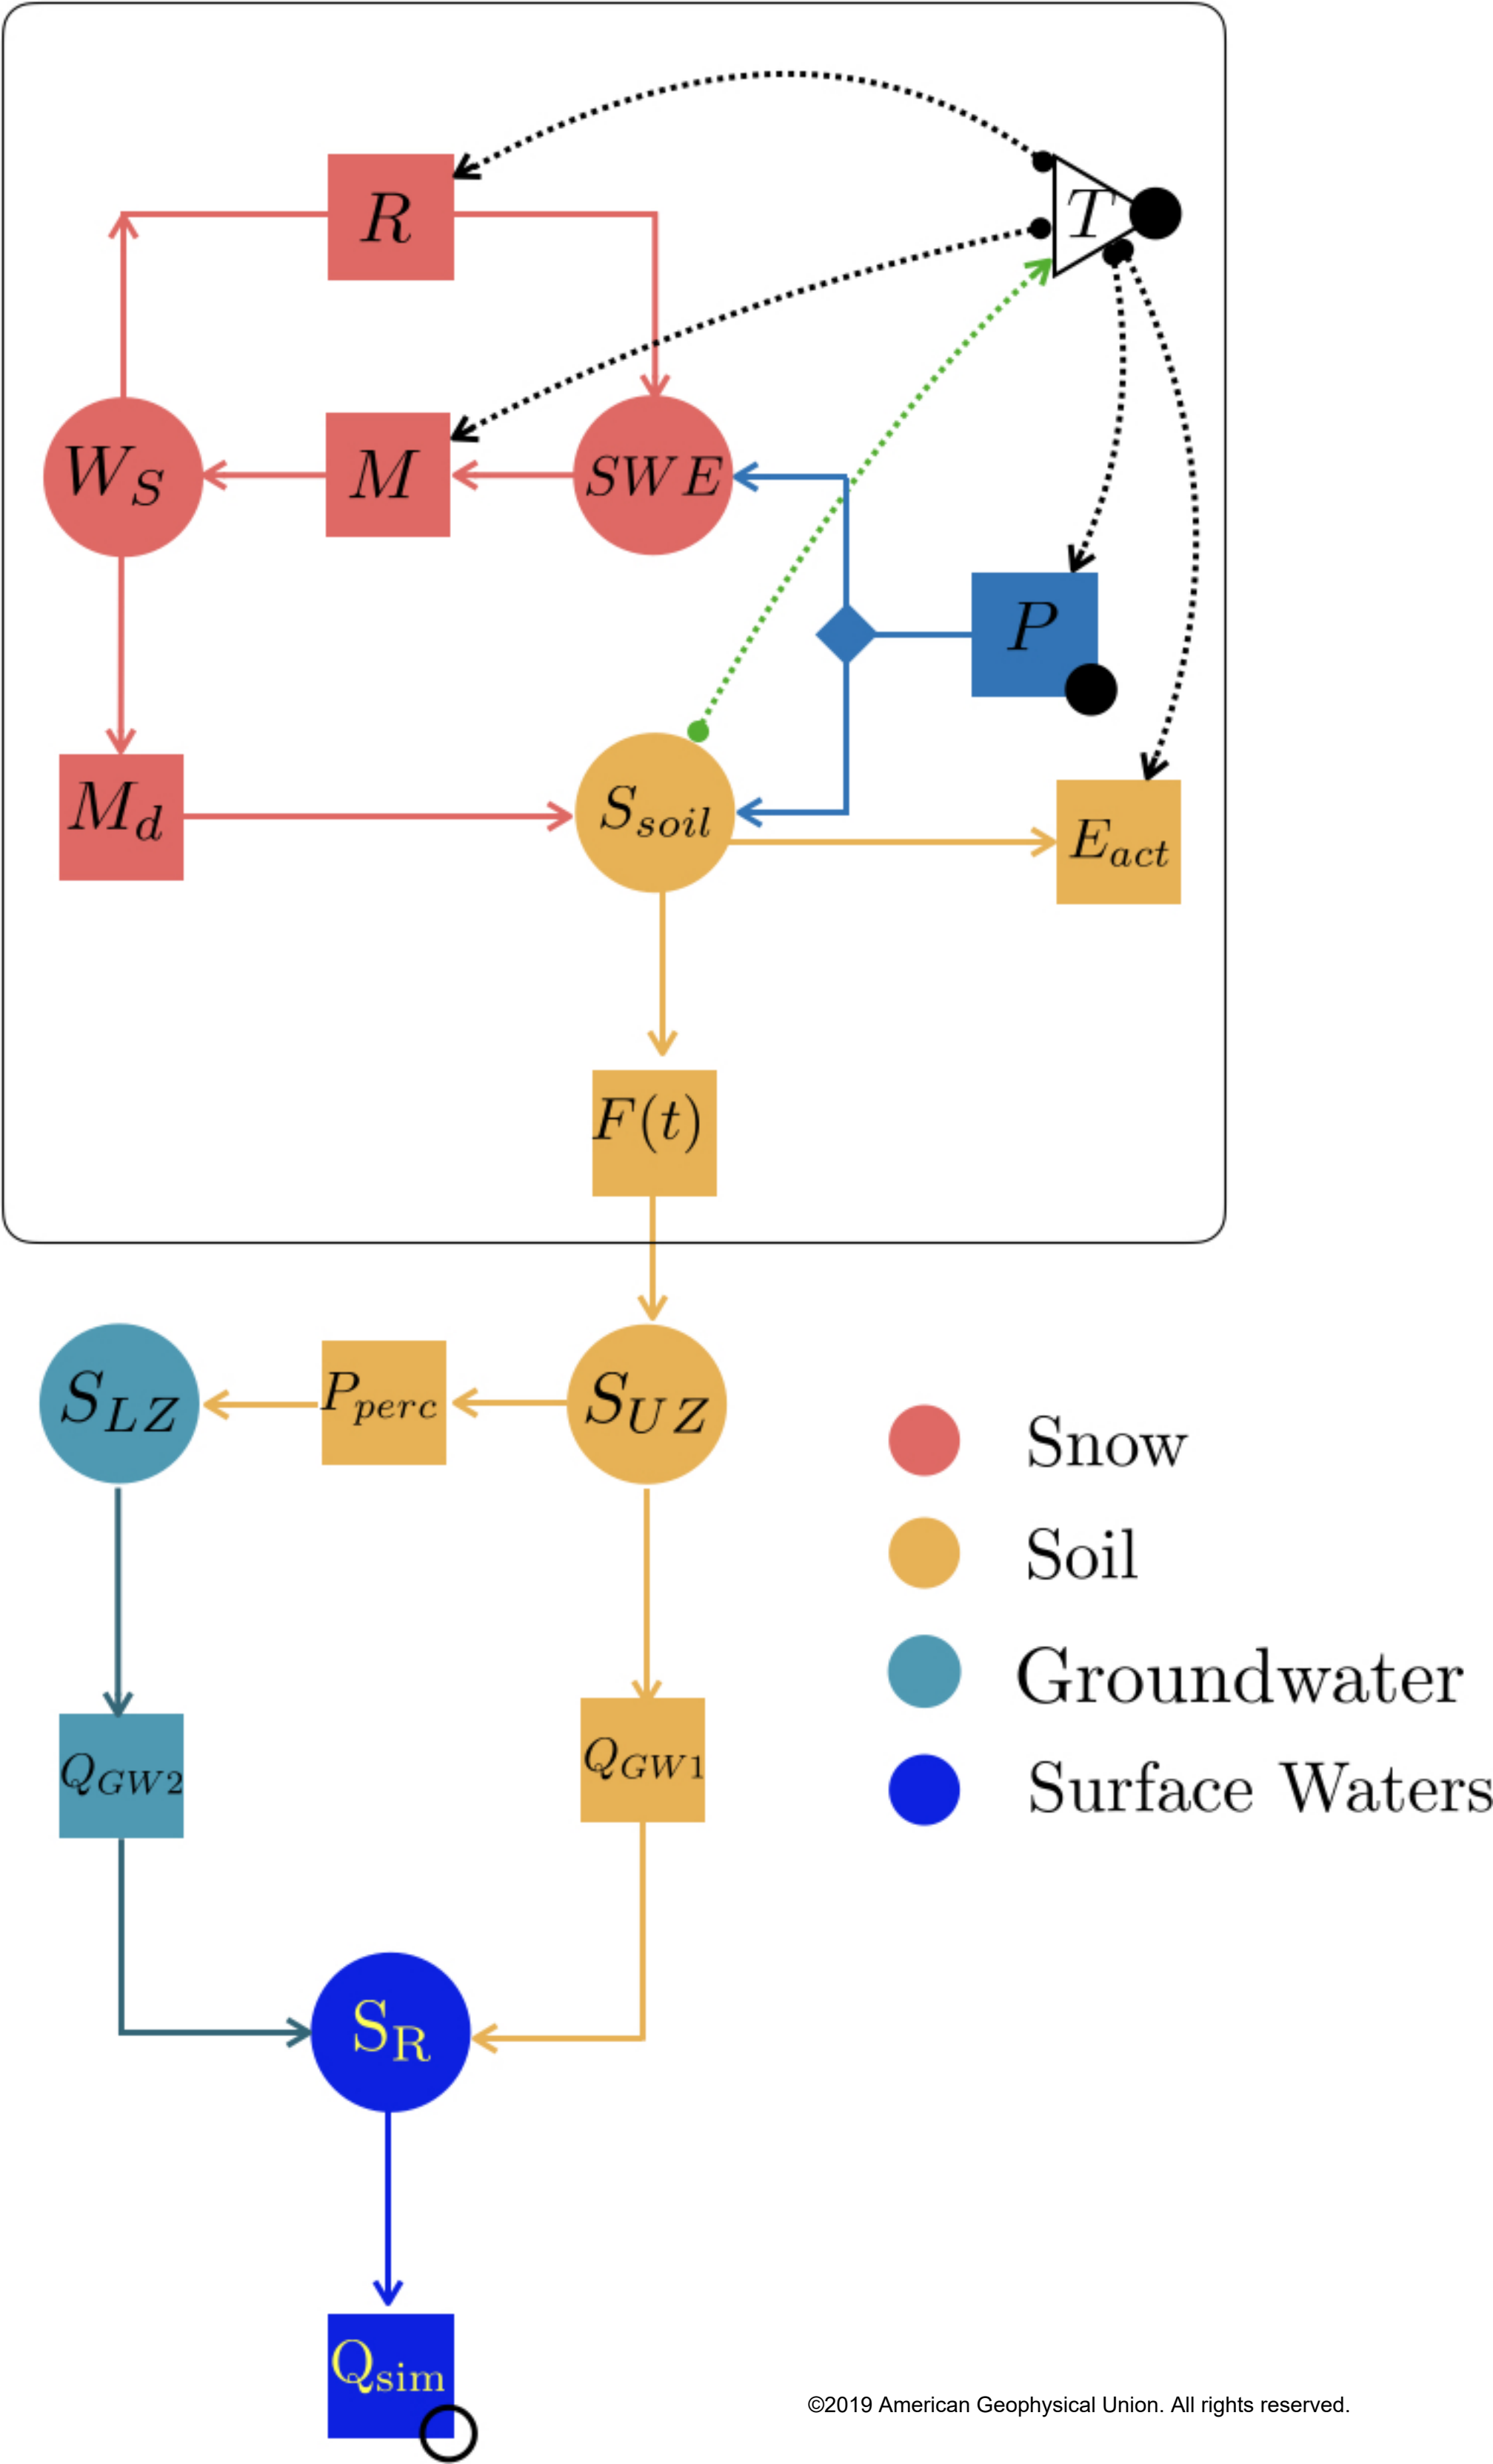 R
T
W_S
M
SWE
P
M_d
S_soil
E_act
F(t)
S_LZ
P_perc
S_UZ
Snow
Soil
Groundwater
Q_GW2
Q_GW1
Surface Waters
S_R
Q_sim
©2019 American Geophysical Union. All rights reserved.